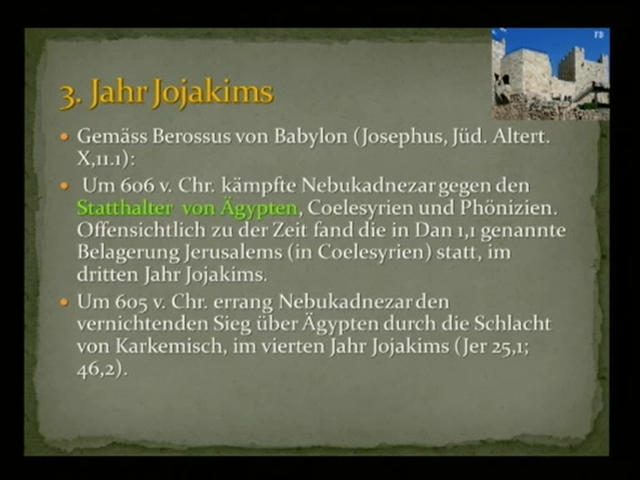 3. Jahr Jojakims
Gemäss Berossus von Babylon (Josephus, Jüd. Altert.
X,11.1):
Um 606 v. Chr. kämpfte Nebukadnezar gegen den
Statthalter von Ägypten, Coelesyrien und Phönizien.
Offensichtlich zu der Zeit fand die in Dan 1,1 genannte
Belagerung Jerusalems (in Coelesyrien) statt, im
dritten Jahr Jojakims.
Um 605 v. Chr. errang Nebukadnezar den
vernichtenden Sieg über Ägypten durch die Schlacht
von Karkemisch, im vierten Jahr Jojakims (Jer 25,1;
46,2).